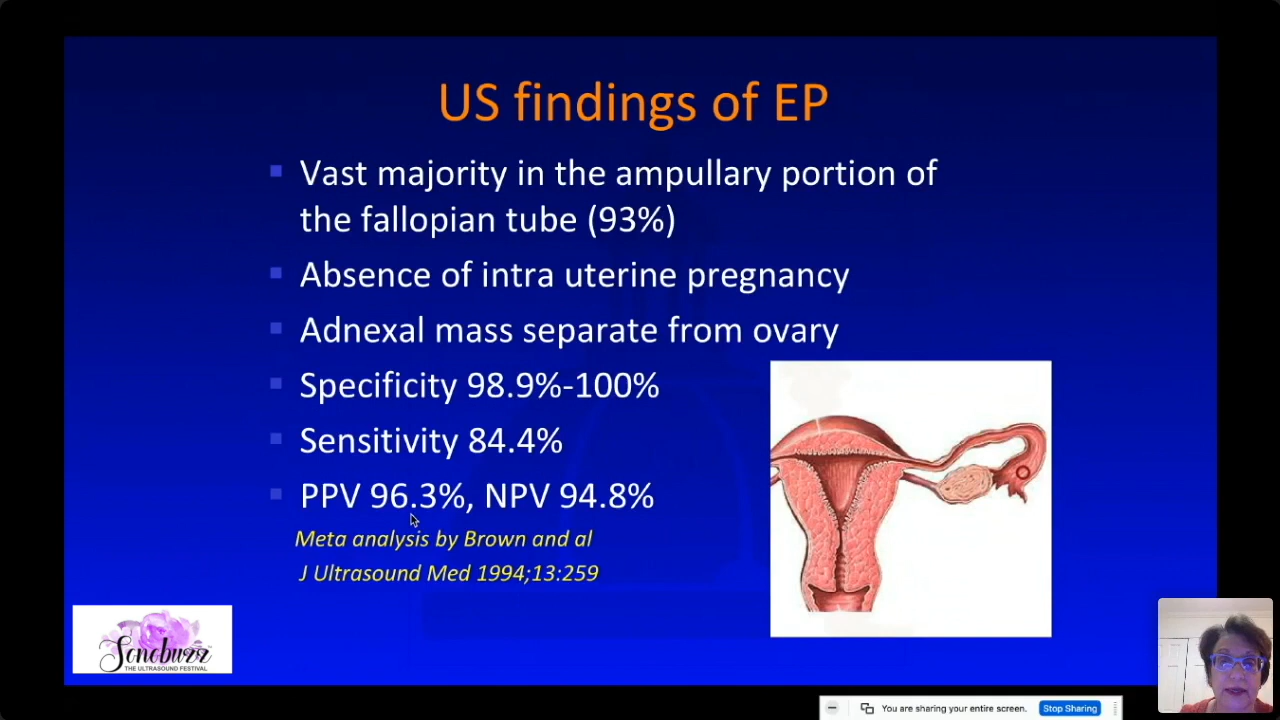 US findings of EP
Vast majority in the ampullary portion of
the fallopian tube (93%)
Absence of intra uterine pregnancy
Adnexal mass separate from ovary
Specificity 98.9%-100%
Sensitivity 84.4%
PPV 96.3%, NPV 94.8%
Meta analysis by Brown and al
J Ultrasound Med 1994;13:259
Sonobuzz
THE ULTRASOUND FESTIVAL
You are sharing your entire screen.
Stop Sharing